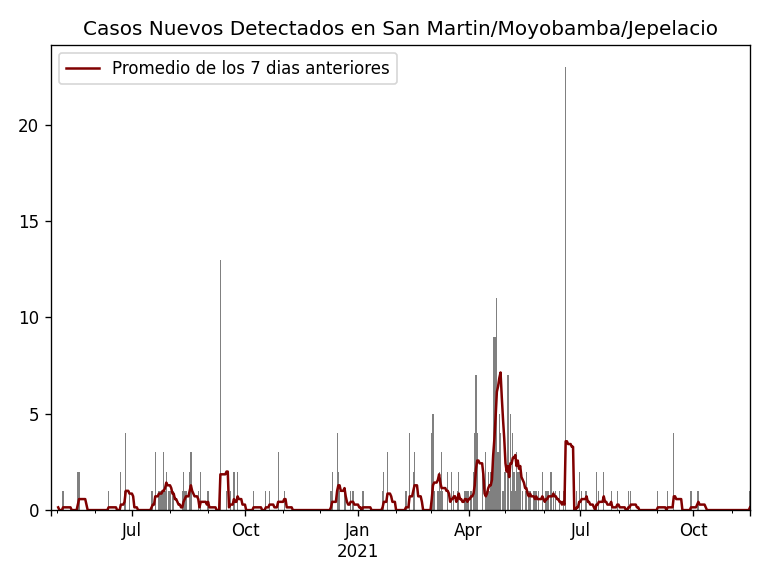 Casos Nuevos Detectados en San Martin/Moyobamba/Jepelacio
Promedio de los 7 dias anteriores
20
15
10
5
0
Jul Oct Jan Apr Jul Oct
2021